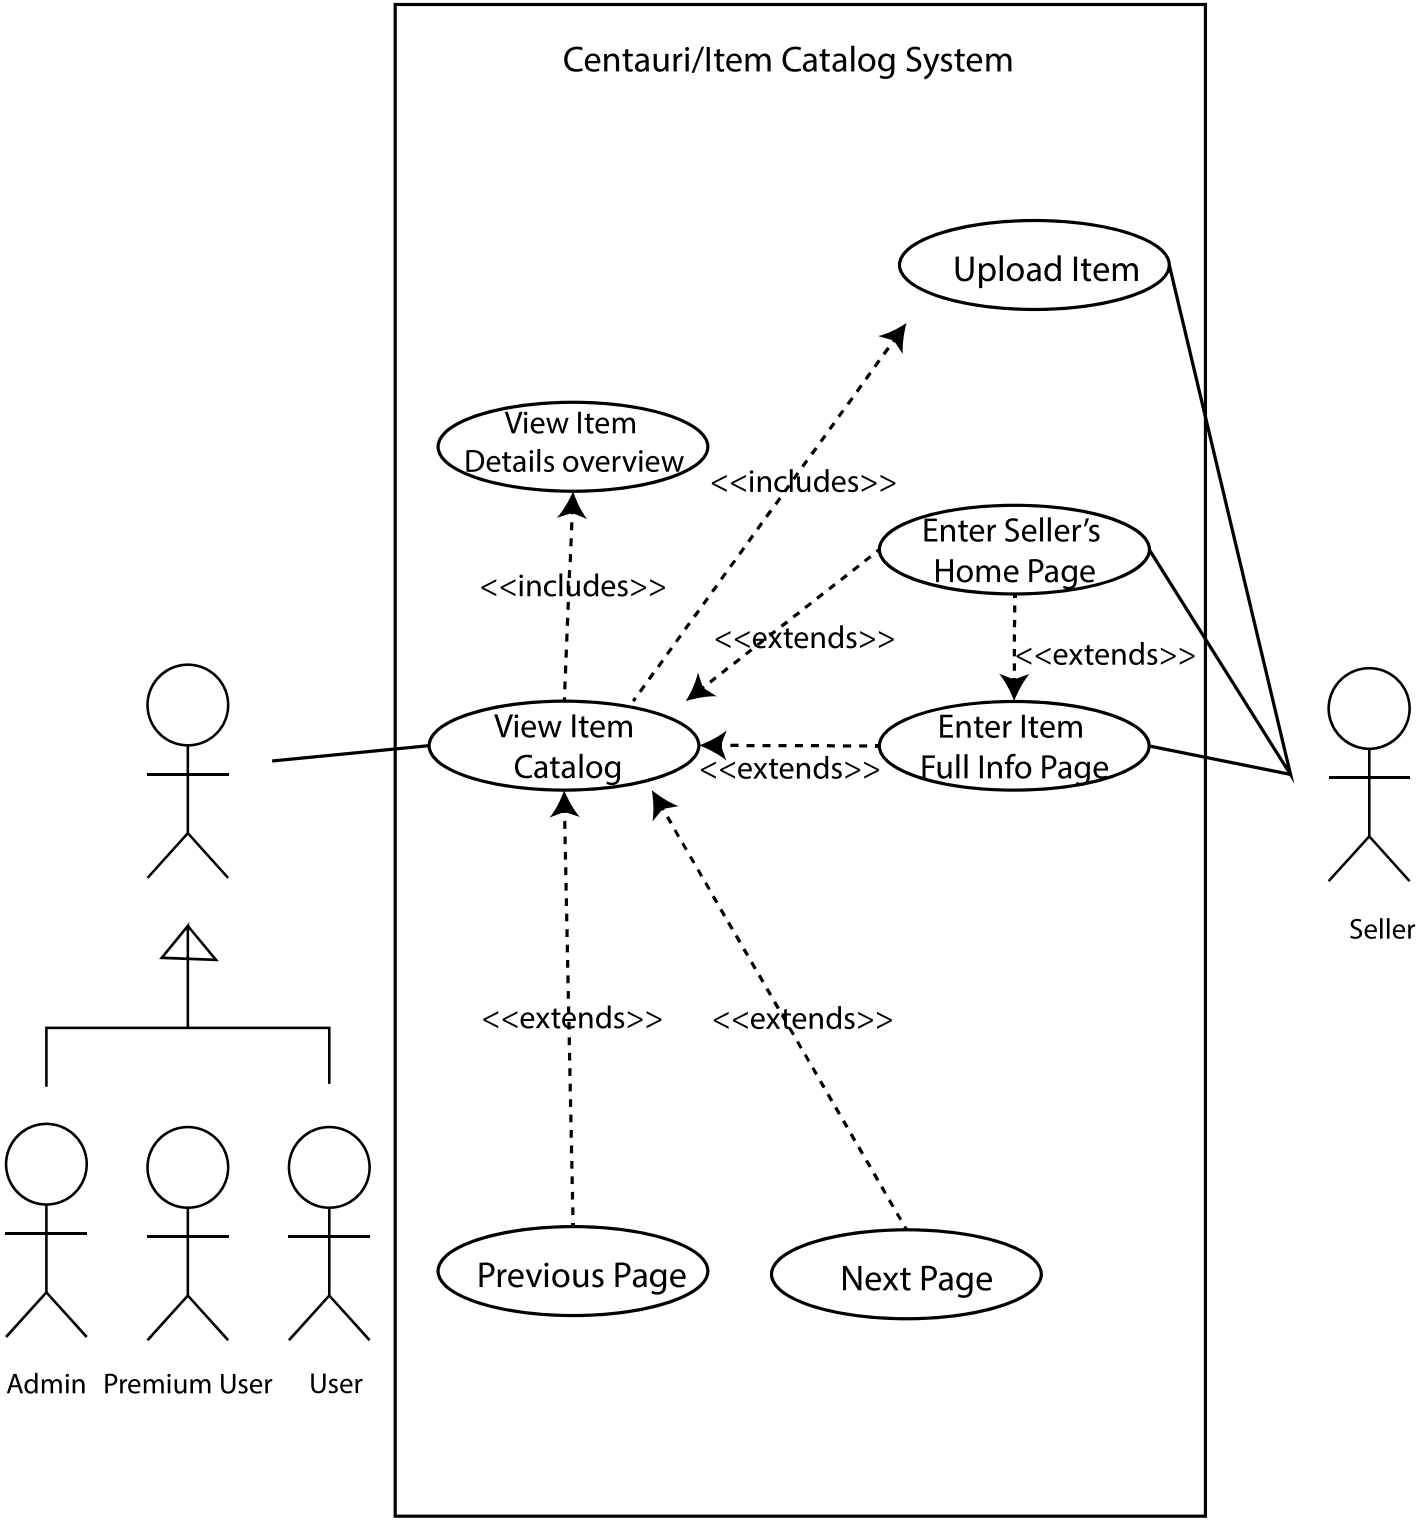 Centauri/Item Catalog System
Upload Item
View Item
Details overview
<<includes>>
Enter Seller's
Home Page
<<includes>>
<<extends>>
<<extends>>
View Item
Catalog
Enter Item
Full Info Page
<<extends>>
Seller
<<extends>>
<<extends>>
Previous Page
Next Page
Admin
Premium User
User